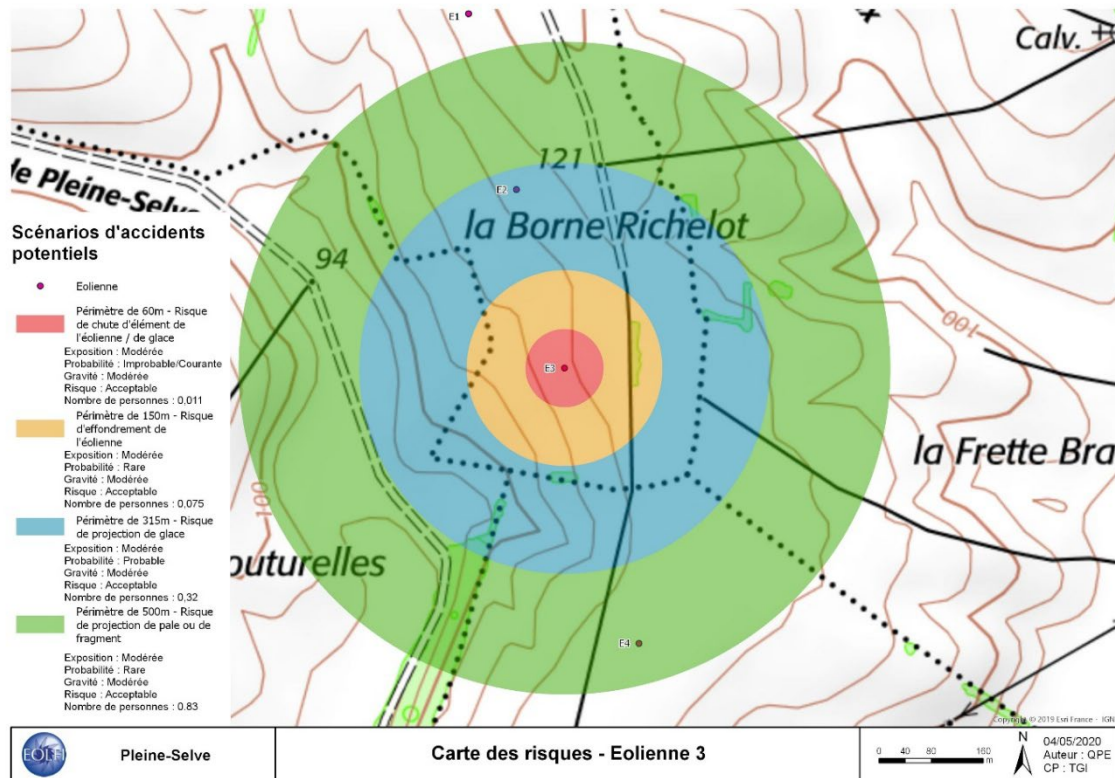 E1
Calv.
121
de Pleine-Selve
E2
la Borne Richelot
94
100
E3
la Frette Bra
100
outurelles
E4
Scénarios d'accidents
potentiels
Eolienne
Périmètre de 60m - Risque
de chute d'élément de
l'éolienne / de glace
Exposition : Modérée
Probabilité : Improbable/Courante
Gravité : Modérée
Risque : Acceptable
Nombre de personnes : 0,011
Périmètre de 150m - Risque
d'effondrement de
l'éolienne
Exposition : Modérée
Probabilité : Rare
Gravité : Modérée
Risque : Acceptable
Nombre de personnes : 0,075
Périmètre de 315m - Risque
de projection de glace
Exposition : Modérée
Probabilité : Probable
Gravité : Modérée
Risque : Acceptable
Nombre de personnes : 0,32
Périmètre de 500m - Risque
de projection de pale ou de
fragment
Exposition : Modérée
Probabilité : Rare
Gravité : Modérée
Risque : Acceptable
Nombre de personnes : 0.83
Copyright © 2019 Esri France - IGN
EOLFI
Pleine-Selve
Carte des risques - Eolienne 3
0 40 80 160
m
N
04/05/2020
Auteur : QPE
CP : TGI